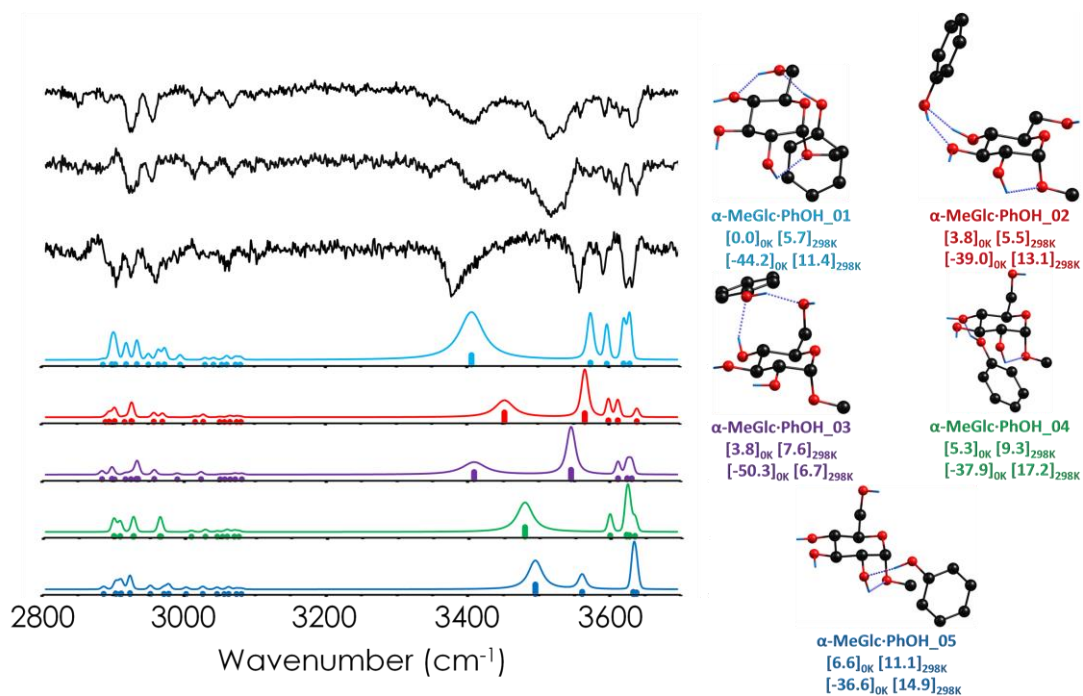 2800 3000 3200 3400 3600
Wavenumber (cm⁻¹)
α-MeGlc·PhOH_01
[0.0]₀K [5.7]₂₉₈K
[-44.2]₀K [11.4]₂₉₈K
α-MeGlc·PhOH_02
[3.8]₀K [5.5]₂₉₈K
[-39.0]₀K [13.1]₂₉₈K
α-MeGlc·PhOH_03
[3.8]₀K [7.6]₂₉₈K
[-50.3]₀K [6.7]₂₉₈K
α-MeGlc·PhOH_04
[5.3]₀K [9.3]₂₉₈K
[-37.9]₀K [17.2]₂₉₈K
α-MeGlc·PhOH_05
[6.6]₀K [11.1]₂₉₈K
[-36.6]₀K [14.9]₂₉₈K